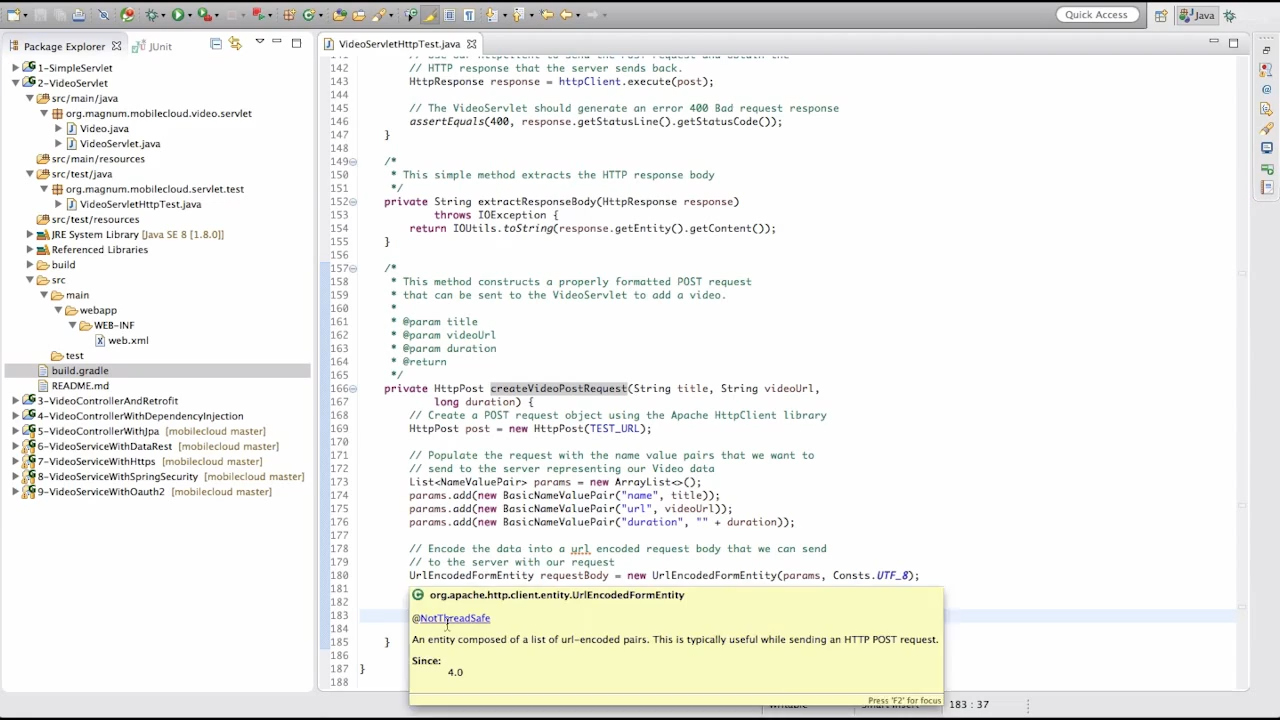 Quick Access
Java
Package Explorer
JUnit
VideoServletHttpTest.java
1-SimpleServlet
2-VideoServlet
src/main/java
org.magnum.mobilecloud.video.servlet
Video.java
VideoServlet.java
src/main/resources
src/test/java
org.magnum.mobilecloud.servlet.test
VideoServletHttpTest.java
src/test/resources
JRE System Library [Java SE 8 [1.8.0]]
Referenced Libraries
build
src
main
webapp
WEB-INF
web.xml
test
build.gradle
README.md
3-VideoControllerAndRetrofit
4-VideoControllerWithDependencyInjection
5-VideoControllerWithJpa [mobilecloud master]
6-VideoServiceWithDataRest [mobilecloud master]
7-VideoServiceWithHttps [mobilecloud master]
8-VideoServiceWithSpringSecurity [mobilecloud master]
9-VideoServiceWithOauth2 [mobilecloud master]
142 // HTTP response that the server sends back.
143 HttpResponse response = httpClient.execute(post);
144
145 // The VideoServlet should generate an error 400 Bad request response
146 assertEquals(400, response.getStatusLine().getStatusCode());
147 }
148
149 /*
150 * This simple method extracts the HTTP response body
151 */
152 private String extractResponseBody(HttpResponse response)
153 throws IOException {
154 return IOUtils.toString(response.getEntity().getContent());
155 }
156
157 /*
158 * This method constructs a properly formatted POST request
159 * that can be sent to the VideoServlet to add a video.
160 *
161 * @param title
162 * @param videoUrl
163 * @param duration
164 * @return
165 */
166 private HttpPost createVideoPostRequest(String title, String videoUrl,
167 long duration) {
168 // Create a POST request object using the Apache HttpClient library
169 HttpPost post = new HttpPost(TEST_URL);
170
171 // Populate the request with the name value pairs that we want to
172 // send to the server representing our Video data
173 List<NameValuePair> params = new ArrayList<>();
174 params.add(new BasicNameValuePair("name", title));
175 params.add(new BasicNameValuePair("url", videoUrl));
176 params.add(new BasicNameValuePair("duration", "" + duration));
177
178 // Encode the data into a url encoded request body that we can send
179 // to the server with our request
180 UrlEncodedFormEntity requestBody = new UrlEncodedFormEntity(params, Consts.UTF_8);
181
182
183
184
185 }
186
187 }
188
org.apache.http.client.entity.UrlEncodedFormEntity
@NotThreadSafe
An entity composed of a list of url-encoded pairs. This is typically useful while sending an HTTP POST request.
Since:
4.0
Press 'F2' for focus
183 : 37